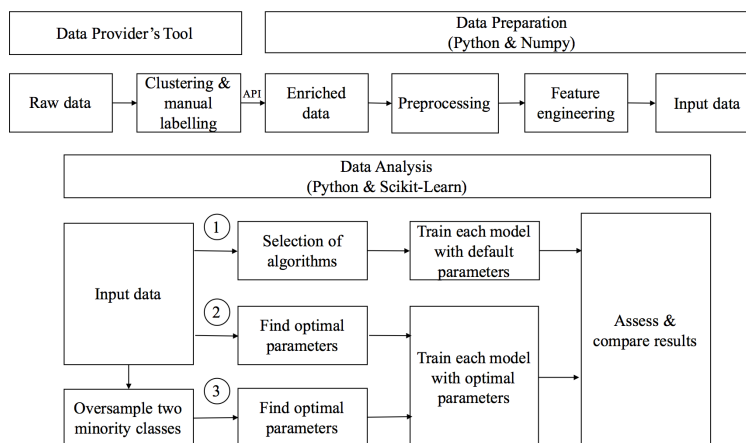 Data Provider's Tool
Data Preparation
(Python & Numpy)
Raw data
Clustering &
manual
labelling
API
Enriched
data
Preprocessing
Feature
engineering
Input data
Data Analysis
(Python & Scikit-Learn)
Input data
1
Selection of
algorithms
Train each model
with default
parameters
2
Find optimal
parameters
Train each model
with optimal
parameters
Assess &
compare results
Oversample two
minority classes
3
Find optimal
parameters